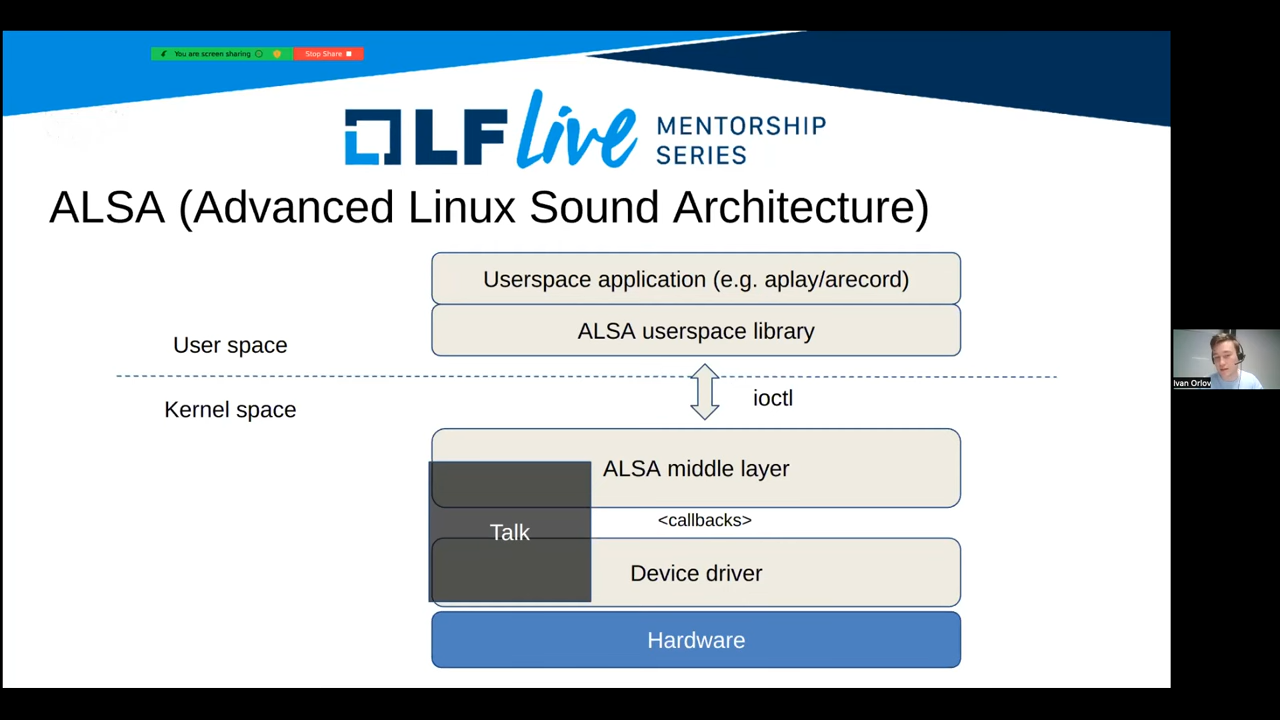 You are screen sharing
Stop Share
LF Live MENTORSHIP
SERIES
ALSA (Advanced Linux Sound Architecture)
Userspace application (e.g. aplay/arecord)
ALSA userspace library
User space
ioctl
Kernel space
ALSA middle layer
<callbacks>
Talk
Device driver
Hardware
Ivan Orlov